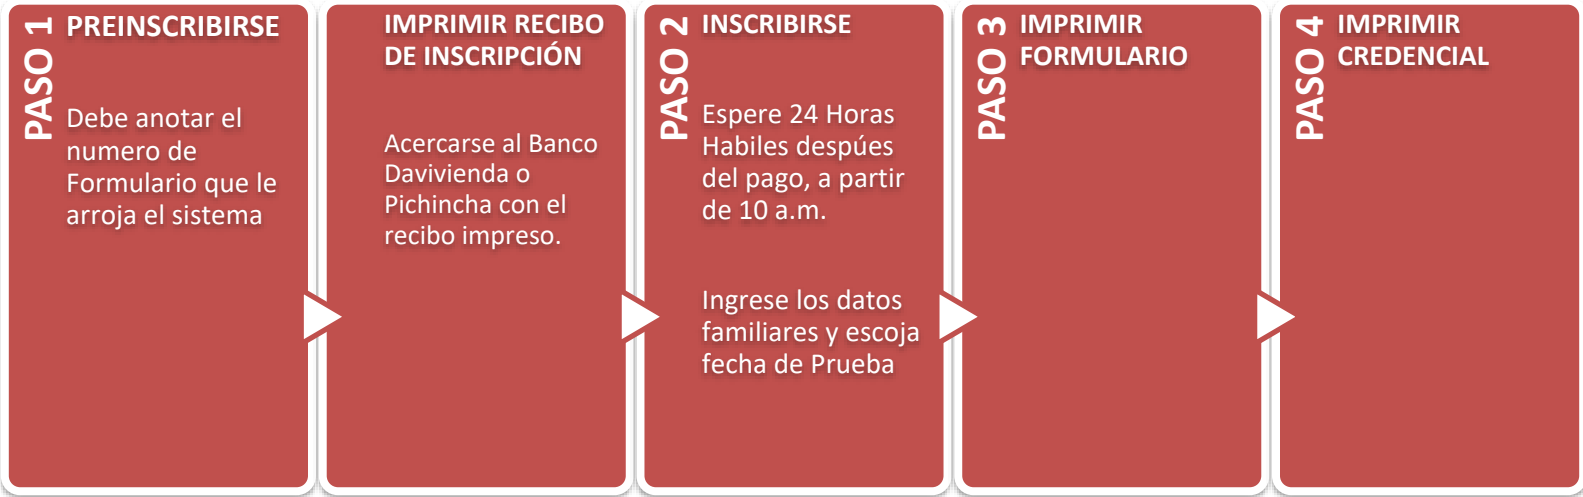 PASO 1
PREINSCRIBIRSE
Debe anotar el
numero de
Formulario que le
arroja el sistema
IMPRIMIR RECIBO
DE INSCRIPCIÓN
Acercarse al Banco
Davivienda o
Pichincha con el
recibo impreso.
PASO 2
INSCRIBIRSE
Espere 24 Horas
Habiles despúes
del pago, a partir
de 10 a.m.
Ingrese los datos
familiares y escoja
fecha de Prueba
PASO 3
IMPRIMIR
FORMULARIO
PASO 4
IMPRIMIR
CREDENCIAL